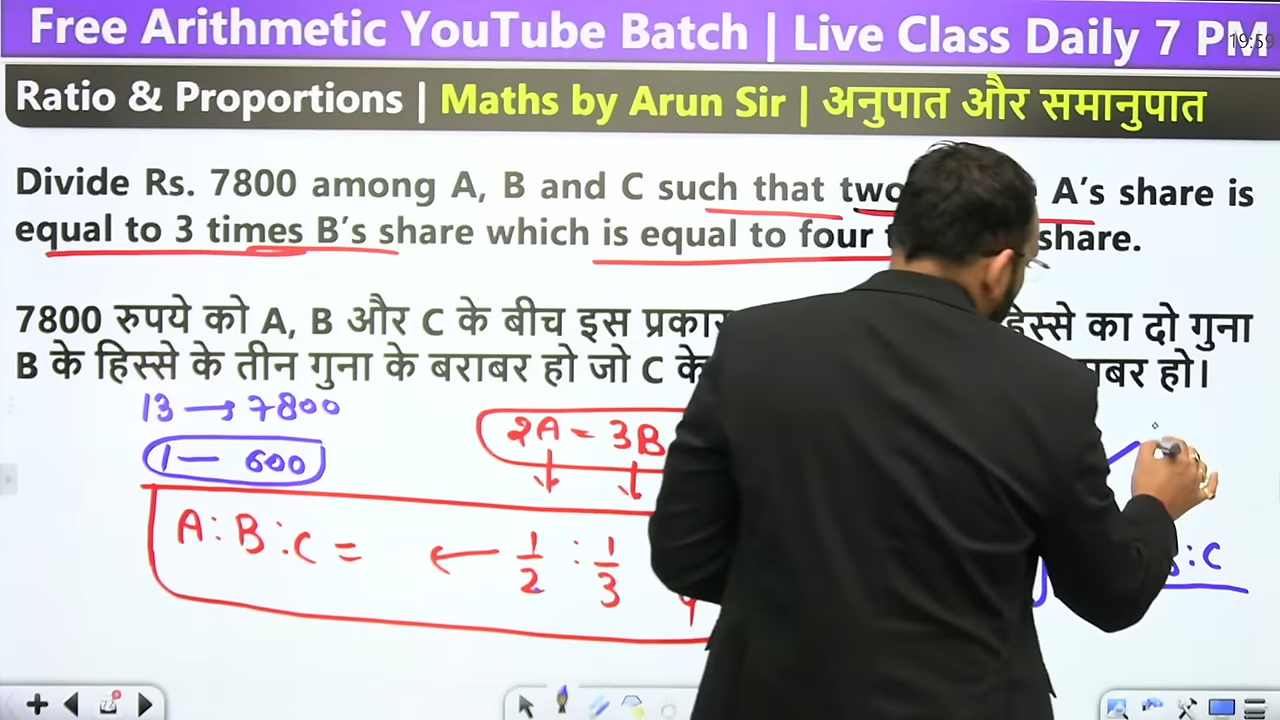 Free Arithmetic YouTube Batch | Live Class Daily 7 PM
19:59
Ratio & Proportions | Maths by Arun Sir | अनुपात और समानुपात
Divide Rs. 7800 among A, B and C such that two A's share is
equal to 3 times B's share which is equal to four share.
7800 रुपये को A, B और C के बीच इस प्रकार हिस्से का दो गुना
B के हिस्से के तीन गुना के बराबर हो जो C के हो।
13 → 7800
1 — 600
2A = 3B
A : B : C = ← 1/2 : 1/3
: C